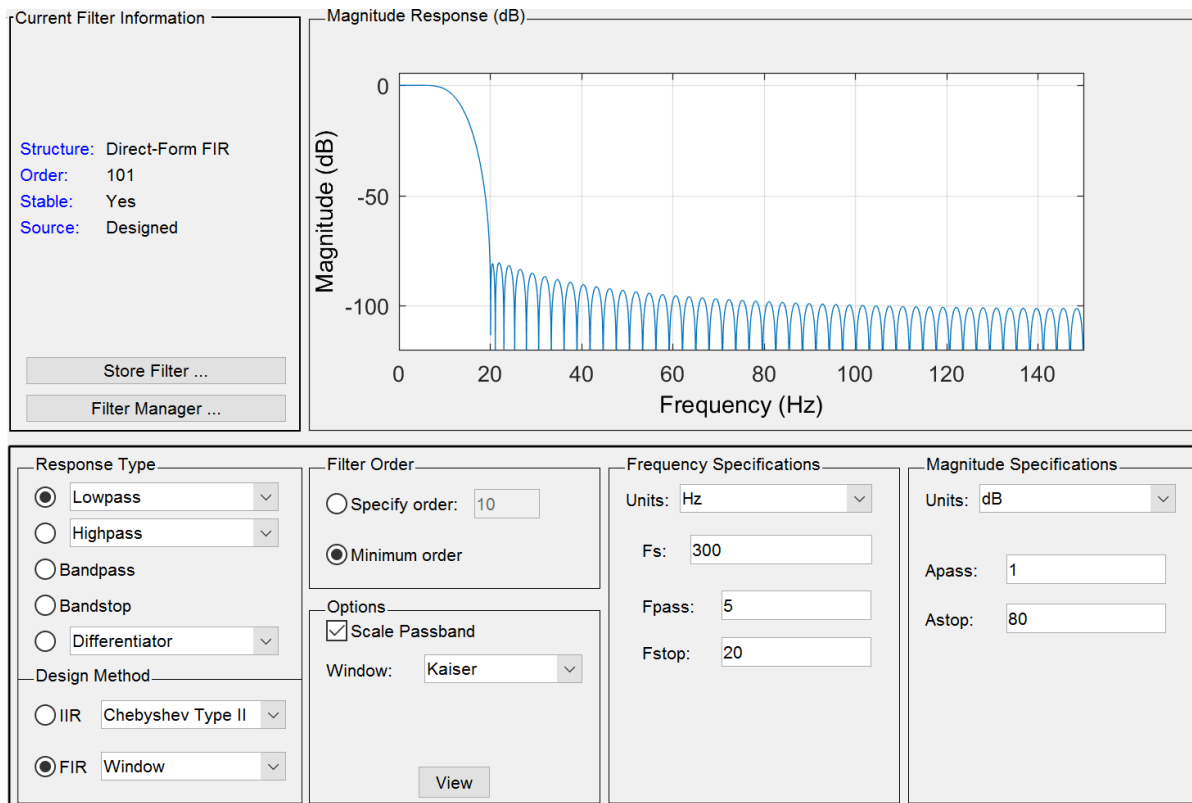 Current Filter Information
Structure: Direct-Form FIR
Order: 101
Stable: Yes
Source: Designed
Store Filter ...
Filter Manager ...
Magnitude Response (dB)
Magnitude (dB)
0
-50
-100
0 20 40 60 80 100 120 140
Frequency (Hz)
Response Type
Lowpass
Highpass
Bandpass
Bandstop
Differentiator
Design Method
IIR Chebyshev Type II
FIR Window
Filter Order
Specify order: 10
Minimum order
Options
Scale Passband
Window: Kaiser
View
Frequency Specifications
Units: Hz
Fs: 300
Fpass: 5
Fstop: 20
Magnitude Specifications
Units: dB
Apass: 1
Astop: 80